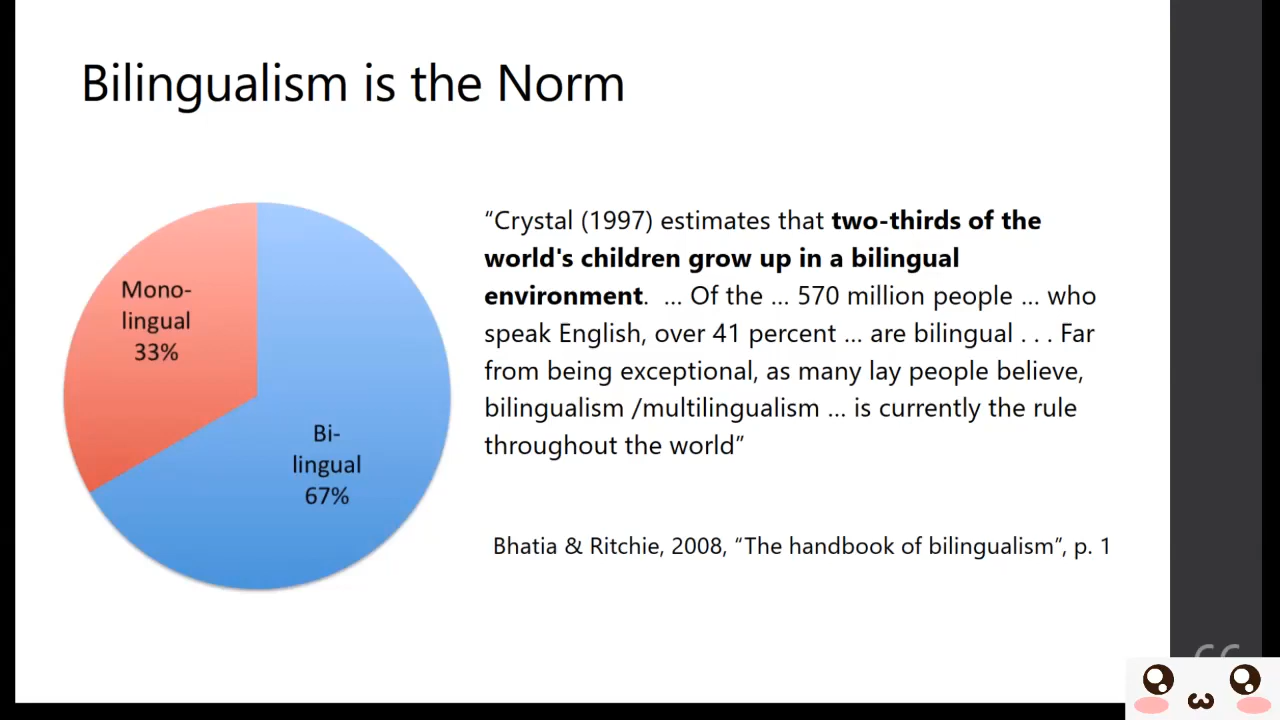 Bilingualism is the Norm
Mono-
lingual
33%
Bi-
lingual
67%
“Crystal (1997) estimates that two-thirds of the
world's children grow up in a bilingual
environment.  ... Of the ... 570 million people ... who
speak English, over 41 percent ... are bilingual . . . Far
from being exceptional, as many lay people believe,
bilingualism /multilingualism ... is currently the rule
throughout the world”
Bhatia & Ritchie, 2008, “The handbook of bilingualism”, p. 1